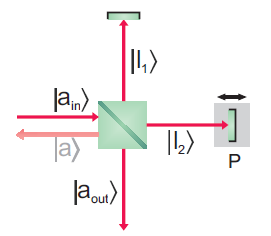 |l₁⟩
|a_in⟩
|l₂⟩
|a⟩
P
|a_out⟩